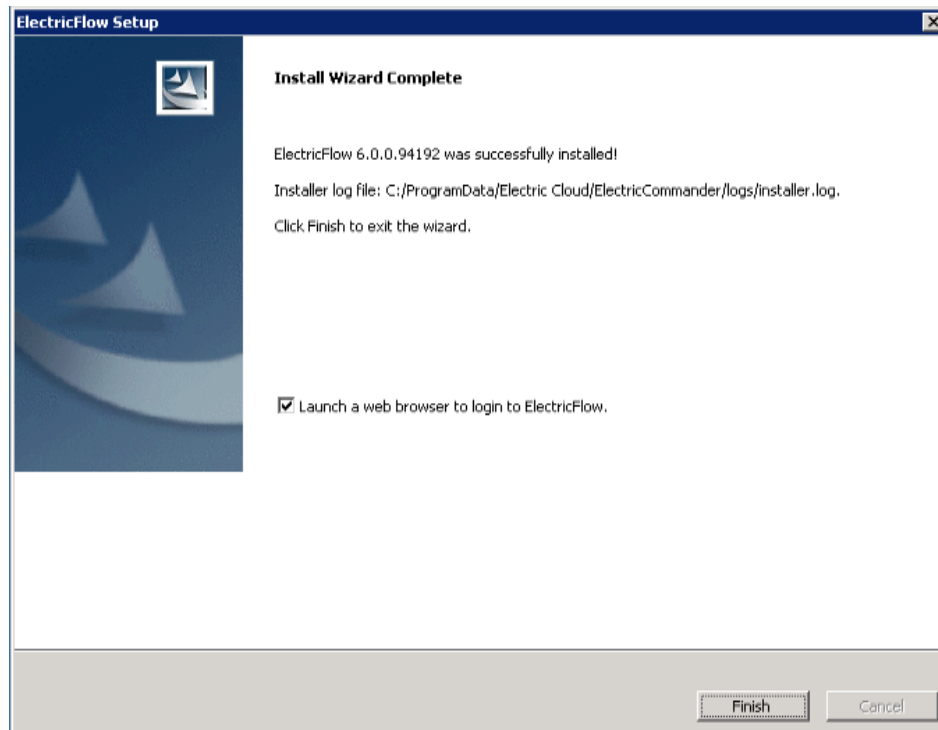 ElectricFlow Setup
Install Wizard Complete
ElectricFlow 6.0.0.94192 was successfully installed!
Installer log file: C:/ProgramData/Electric Cloud/ElectricCommander/logs/installer.log.
Click Finish to exit the wizard.
Launch a web browser to login to ElectricFlow.
Finish
Cancel